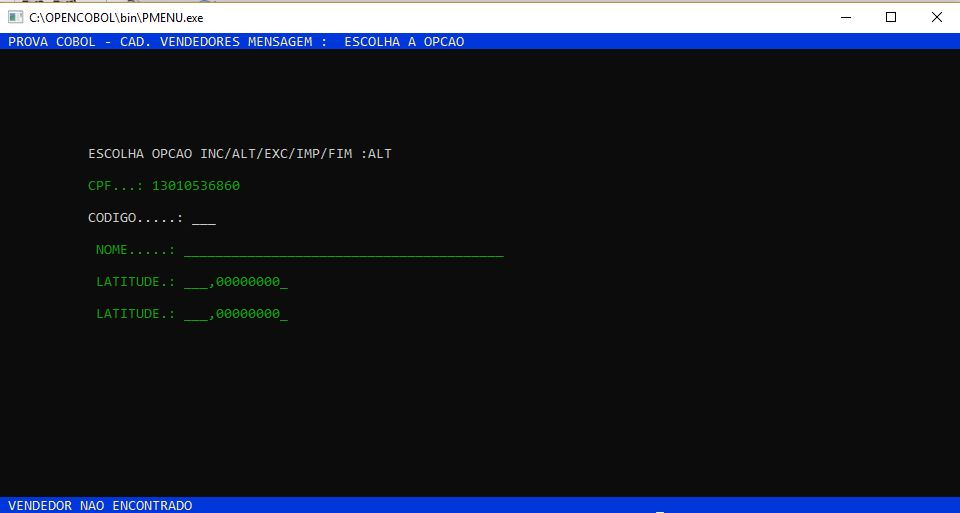 C:\OPENCOBOL\bin\PMENU.exe
PROVA COBOL - CAD. VENDEDORES MENSAGEM :  ESCOLHA A OPCAO
ESCOLHA OPCAO INC/ALT/EXC/IMP/FIM :ALT
CPF...: 13010536860
CODIGO.....: ___
NOME.....: ________________________________________
LATITUDE.: ___,00000000_
LATITUDE.: ___,00000000_
VENDEDOR NAO ENCONTRADO